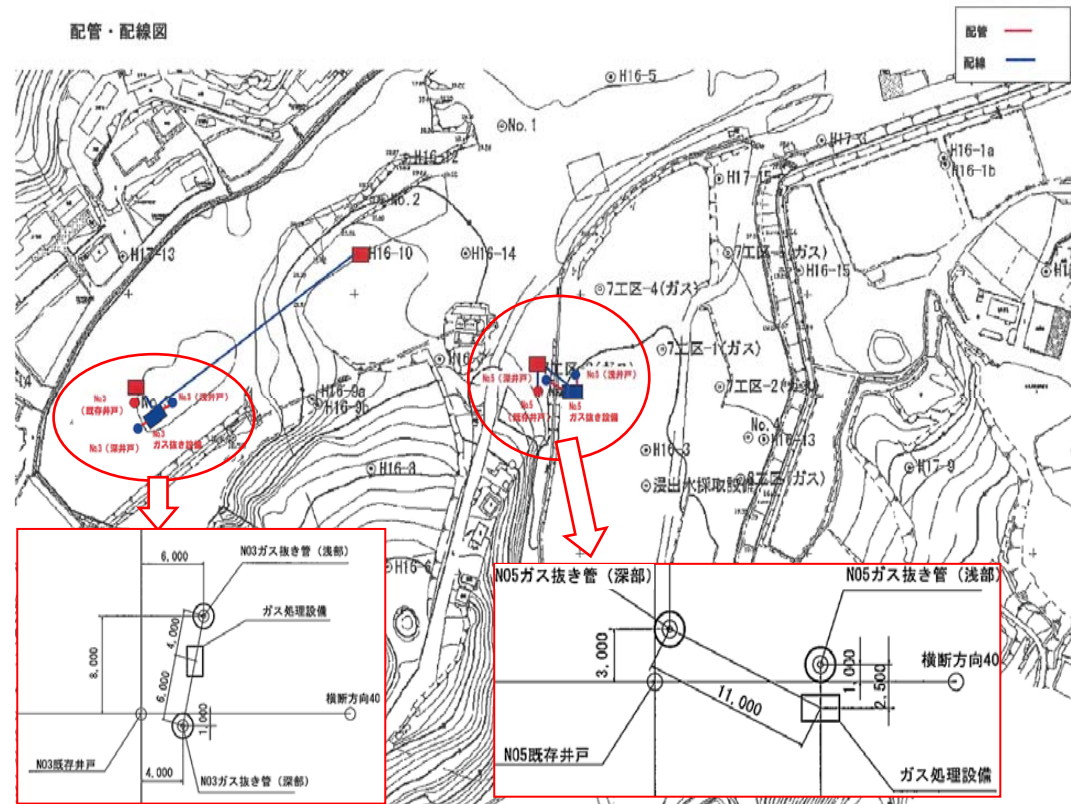 配管・配線図
配管
配線
H16-5
No.1
H17-3
H16-12
H16-1a
H16-1b
H17-15
No.2
H17-13
H16-10
H16-14
7工区-3(ガス)
H16-15
7工区-4(ガス)
7工区-1(ガス)
No5（深井戸）
No5（浅井戸）
No3
（既存井戸）
No3（浅井戸）
No5
（既存井戸）
No5
ガス抜き設備
7工区-2(ガス)
H16-9a
H16-9b
No3（深井戸）
No3
ガス抜き設備
No.4
H16-13
H16-3
H16-8
H17-9
浸出水採取設備
H16-6
6,000
N03ガス抜き管（浅部）
ガス処理設備
4,000
8,000
6,000
横断方向40
1,000
N03既存井戸
4,000
N03ガス抜き管（深部）
N05ガス抜き管（深部）
N05ガス抜き管（浅部）
3,000
横断方向40
1,000
2,500
11,000
N05既存井戸
ガス処理設備